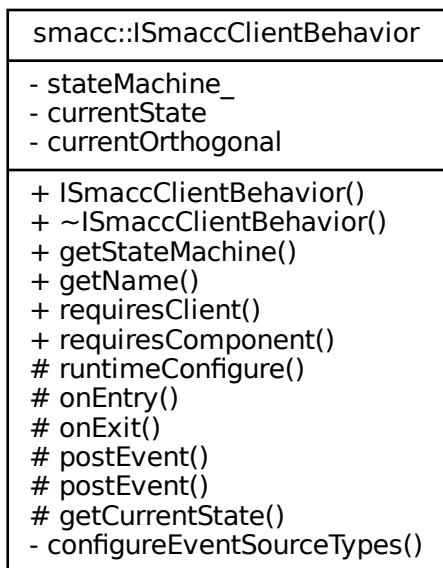 smacc::ISmaccClientBehavior
- stateMachine_
- currentState
- currentOrthogonal
+ ISmaccClientBehavior()
+ ~ISmaccClientBehavior()
+ getStateMachine()
+ getName()
+ requiresClient()
+ requiresComponent()
# runtimeConfigure()
# onEntry()
# onExit()
# postEvent()
# postEvent()
# getCurrentState()
- configureEventSourceTypes()